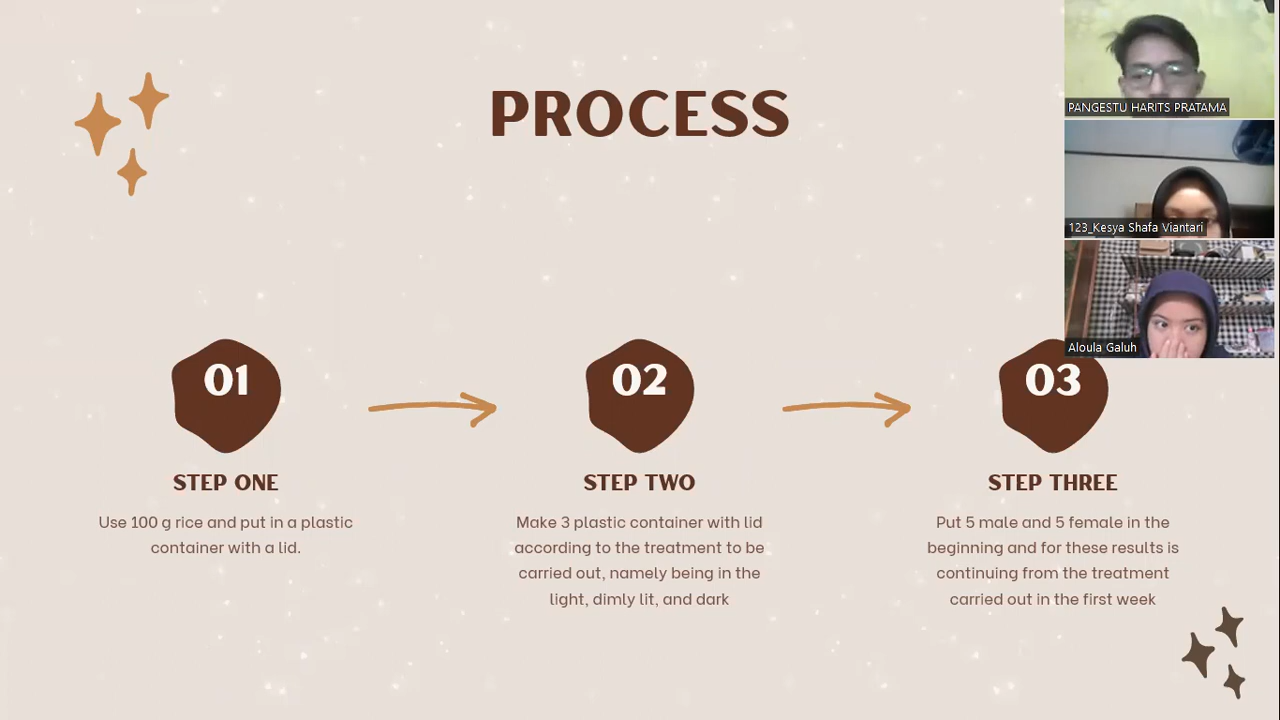 PROCESS
PANGESTU HARITS PRATAMA
123_Kesya Shafa Viantari
Aloula Galuh
01
STEP ONE
Use 100 g rice and put in a plastic
container with a lid.
02
STEP TWO
Make 3 plastic container with lid
according to the treatment to be
carried out, namely being in the
light, dimly lit, and dark
03
STEP THREE
Put 5 male and 5 female in the
beginning and for these results is
continuing from the treatment
carried out in the first week